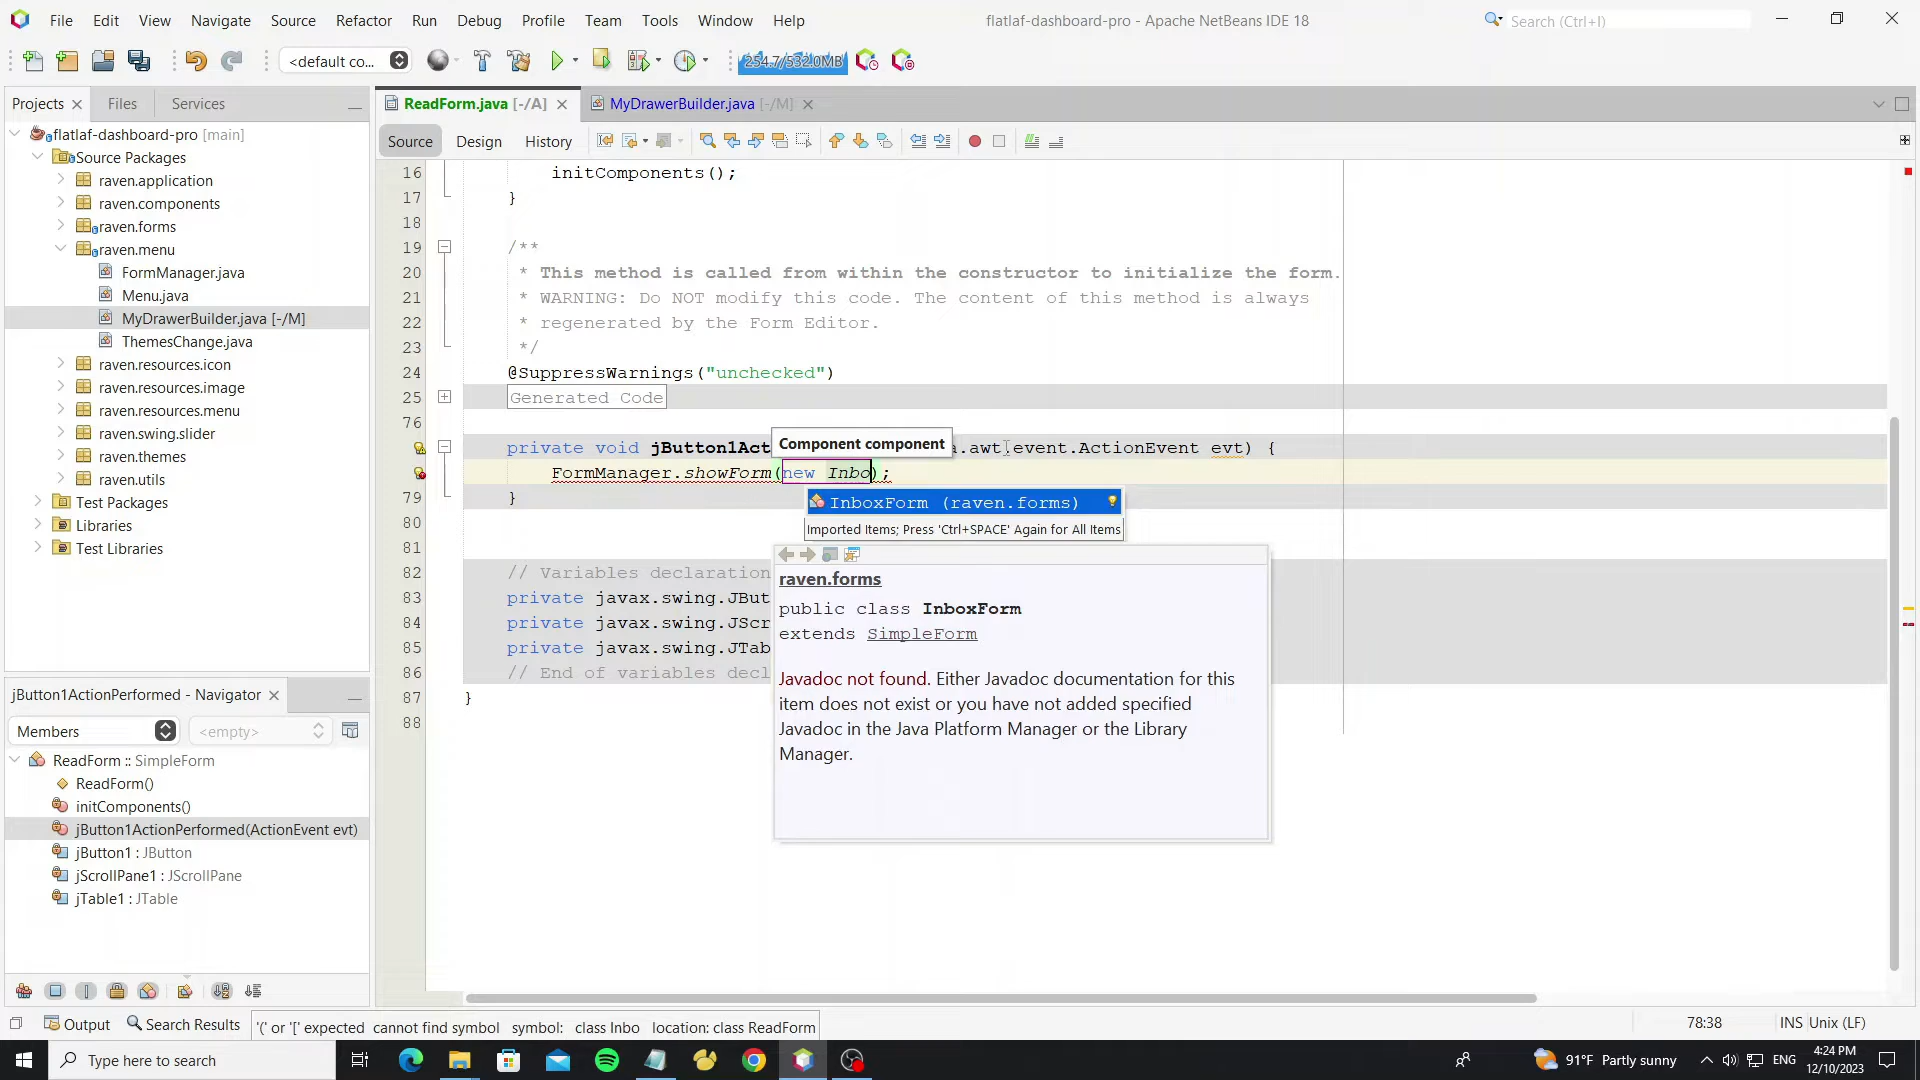 File Edit View Navigate Source Refactor Run Debug Profile Team Tools Window Help flatlaf-dashboard-pro - Apache NetBeans IDE 18 Search (Ctrl+I)
<default co... 254.7/532.0MB
Projects Files Services ReadForm.java [-/A] MyDrawerBuilder.java [-/M]
Source Design History
flatlaf-dashboard-pro [main]
Source Packages
raven.application
raven.components
raven.forms
raven.menu
FormManager.java
Menu.java
MyDrawerBuilder.java [-/M]
ThemesChange.java
raven.resources.icon
raven.resources.image
raven.resources.menu
raven.swing.slider
raven.themes
raven.utils
Test Packages
Libraries
Test Libraries
16 initComponents();
17 }
18
19 /**
20 * This method is called from within the constructor to initialize the form.
21 * WARNING: Do NOT modify this code. The content of this method is always
22 * regenerated by the Form Editor.
23 */
24 @SuppressWarnings("unchecked")
25 Generated Code
76
private void jButton1Act Component component a.awt.event.ActionEvent evt) {
FormManager.showForm(new Inbo);
79 }
80
81
82 // Variables declaration
83 private javax.swing.JBut
84 private javax.swing.JScr
85 private javax.swing.JTab
86 // End of variables decl
87 }
88
InboxForm (raven.forms)
Imported Items; Press 'Ctrl+SPACE' Again for All Items
raven.forms
public class InboxForm
extends SimpleForm
Javadoc not found. Either Javadoc documentation for this
item does not exist or you have not added specified
Javadoc in the Java Platform Manager or the Library
Manager.
jButton1ActionPerformed - Navigator
Members <empty>
ReadForm :: SimpleForm
ReadForm()
initComponents()
jButton1ActionPerformed(ActionEvent evt)
jButton1 : JButton
jScrollPane1 : JScrollPane
jTable1 : JTable
Output Search Results '(' or '[' expected cannot find symbol symbol: class Inbo location: class ReadForm 78:38 INS Unix (LF)
Type here to search 91°F Partly sunny ENG 4:24 PM
12/10/2023